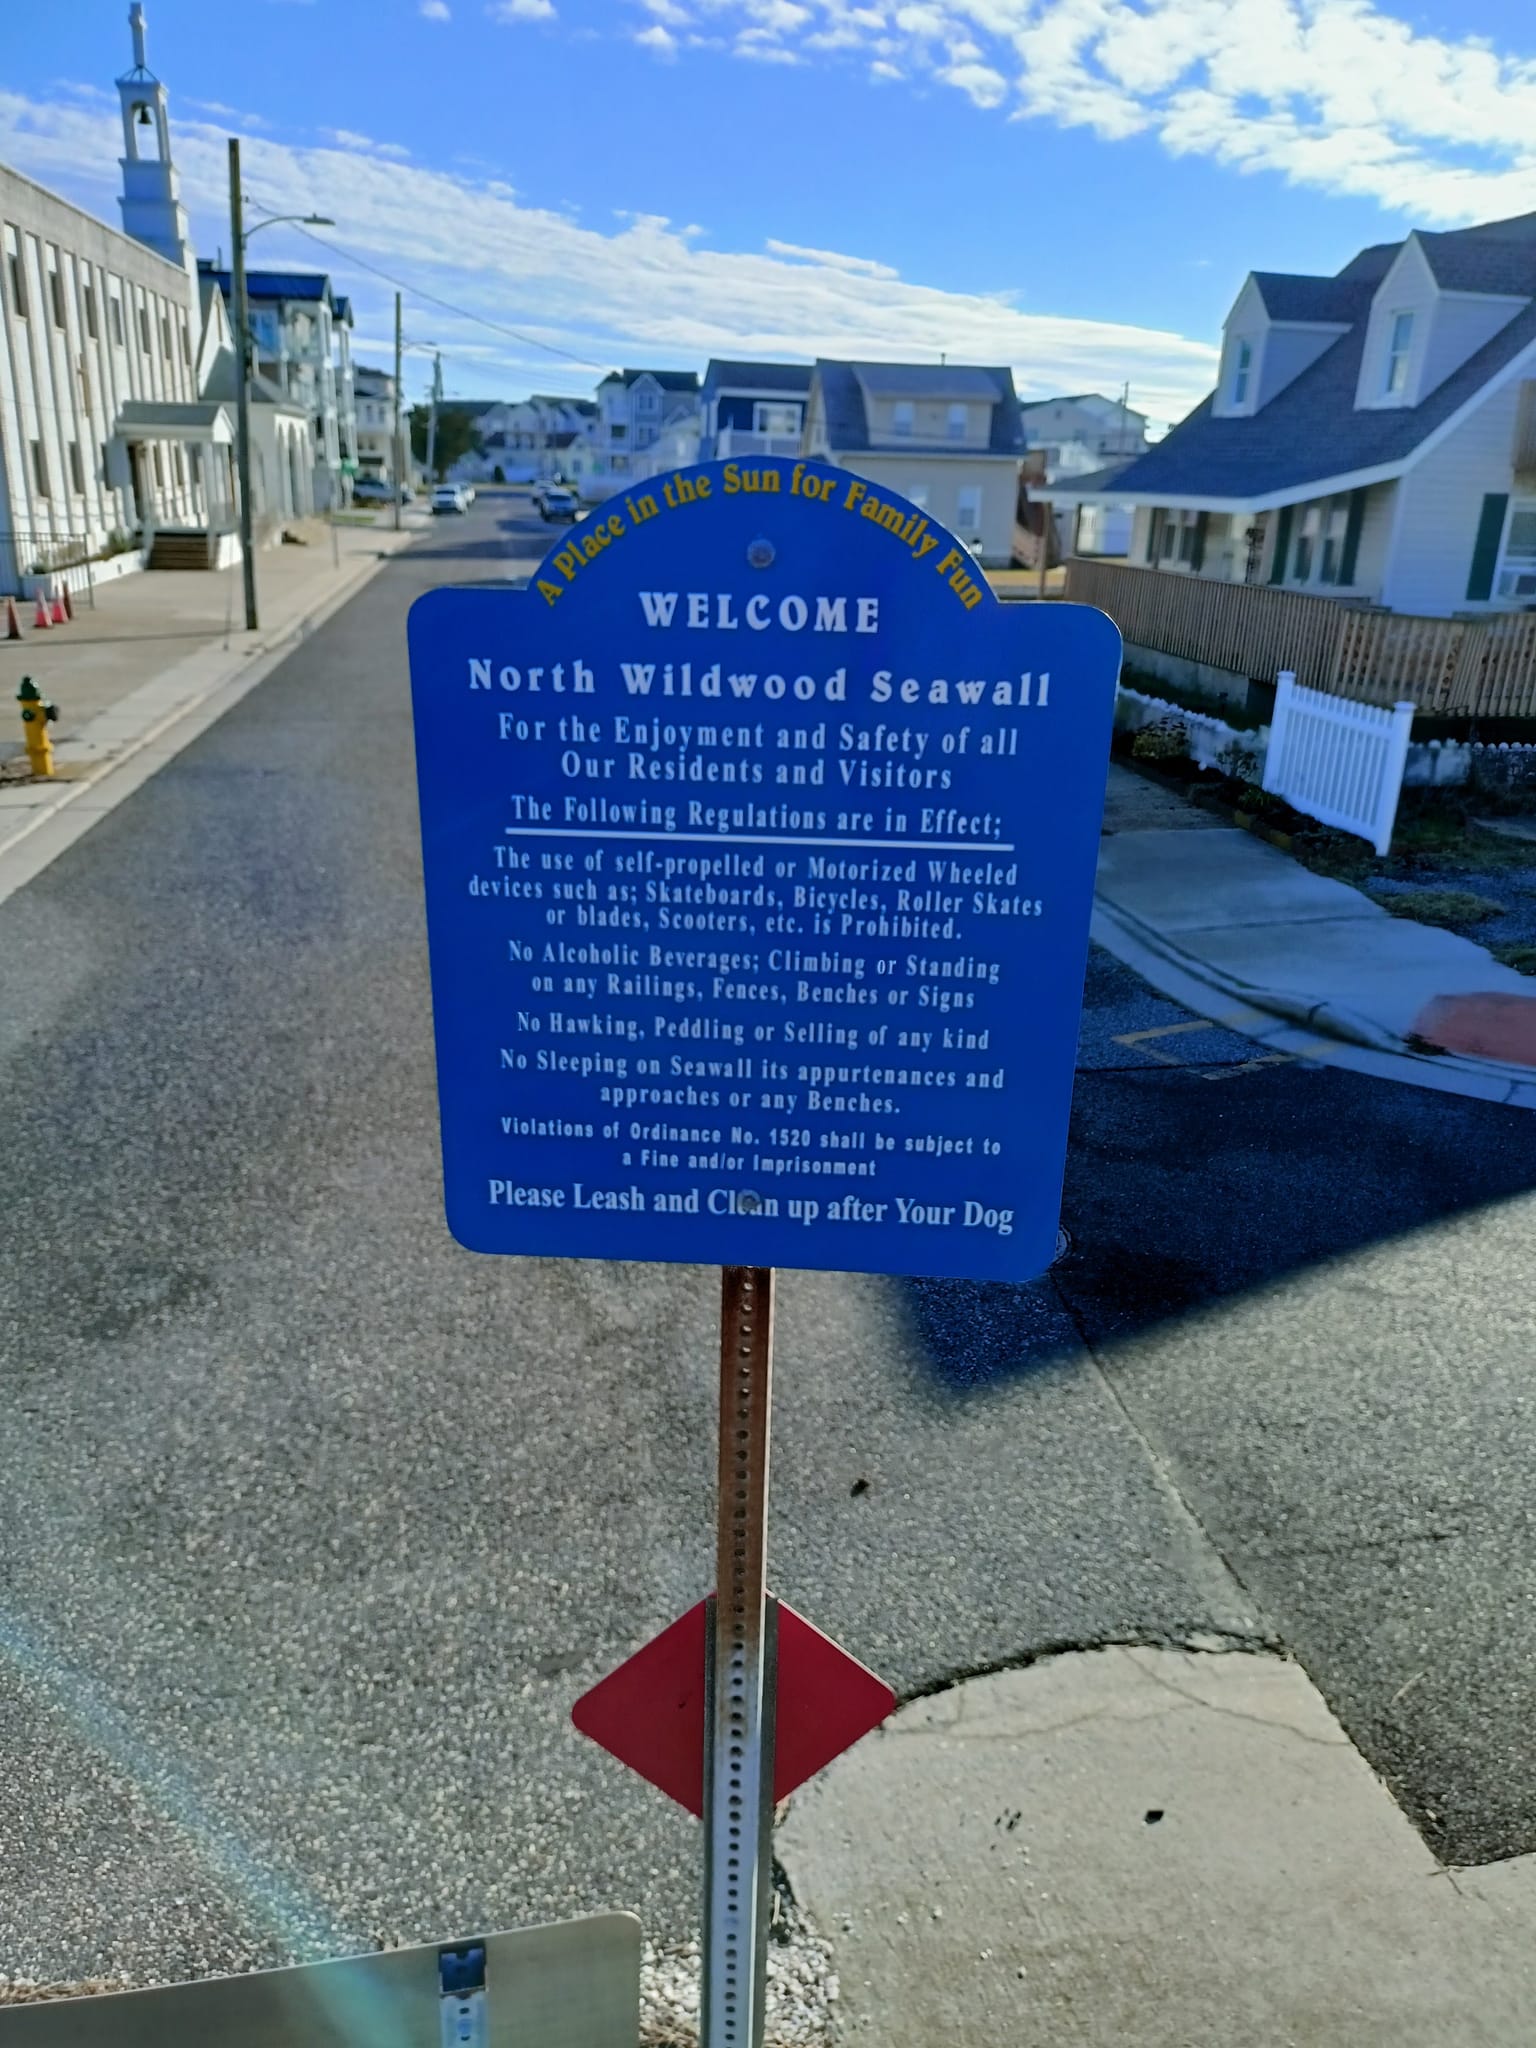 A Place in the Sun for Family Fun
WELCOME
North Wildwood Seawall
For the Enjoyment and Safety of all
Our Residents and Visitors
The Following Regulations are in Effect;
The use of self-propelled or Motorized Wheeled
devices such as; Skateboards, Bicycles, Roller Skates
or blades, Scooters, etc. is Prohibited.
No Alcoholic Beverages; Climbing or Standing
on any Railings, Fences, Benches or Signs
No Hawking, Peddling or Selling of any kind
No Sleeping on Seawall its appurtenances and
approaches or any Benches.
Violations of Ordinance No. 1520 shall be subject to
a Fine and/or Imprisonment
Please Leash and Clean up after Your Dog